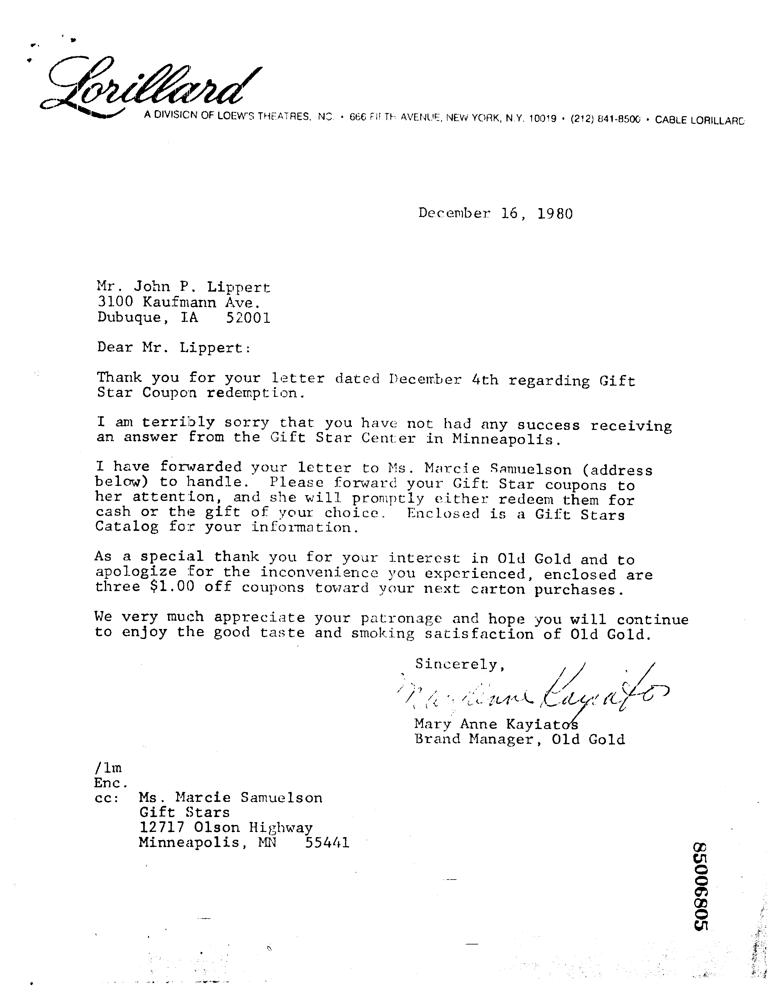 Lorillard
A DIVISION OF LOEW'S THEATRES, INC. • 666 FIFTH AVENUE, NEW YORK, N.Y. 10019 • (212) 841-8500 • CABLE LORILLARD
December 16, 1980
Mr. John P. Lippert
3100 Kaufmann Ave.
Dubuque, IA 52001
Dear Mr. Lippert:
Thank you for your letter dated December 4th regarding Gift
Star Coupon redemption.
I am terribly sorry that you have not had any success receiving
an answer from the Gift Star Center in Minneapolis.
I have forwarded your letter to Ms. Marcie Samuelson (address
below) to handle. Please forward your Gift Star coupons to
her attention, and she will promptly either redeem them for
cash or the gift of your choice. Enclosed is a Gift Stars
Catalog for your information.
As a special thank you for your interest in Old Gold and to
apologize for the inconvenience you experienced, enclosed are
three $1.00 off coupons toward your next carton purchases.
We very much appreciate your patronage and hope you will continue
to enjoy the good taste and smoking satisfaction of Old Gold.
Sincerely,
Mary Anne Kayiatos
Mary Anne Kayiatos
Brand Manager, Old Gold
/lm
Enc.
cc: Ms. Marcie Samuelson
Gift Stars
12717 Olson Highway
Minneapolis, MN 55441
85006805